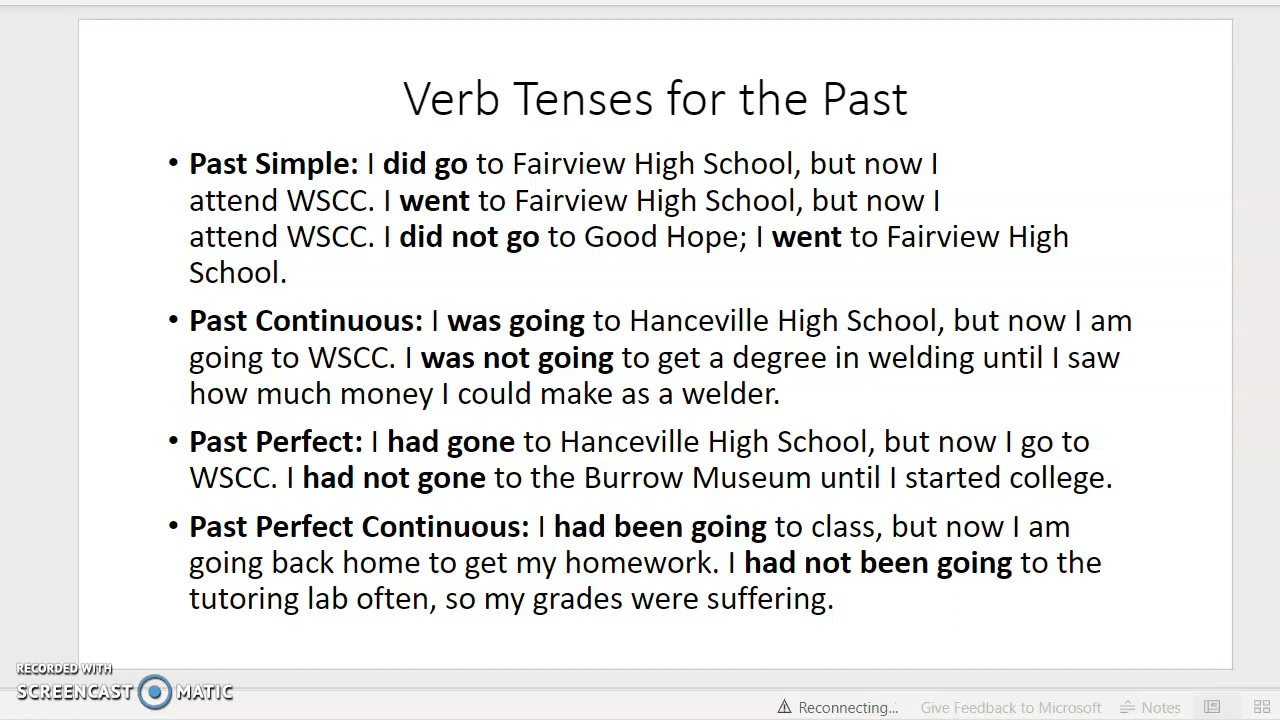 Verb Tenses for the Past
• Past Simple: I did go to Fairview High School, but now I
attend WSCC. I went to Fairview High School, but now I
attend WSCC. I did not go to Good Hope; I went to Fairview High
School.
• Past Continuous: I was going to Hanceville High School, but now I am
going to WSCC. I was not going to get a degree in welding until I saw
how much money I could make as a welder.
• Past Perfect: I had gone to Hanceville High School, but now I go to
WSCC. I had not gone to the Burrow Museum until I started college.
• Past Perfect Continuous: I had been going to class, but now I am
going back home to get my homework. I had not been going to the
tutoring lab often, so my grades were suffering.
RECORDED WITH
SCREENCAST MATIC
Reconnecting... Give Feedback to Microsoft Notes